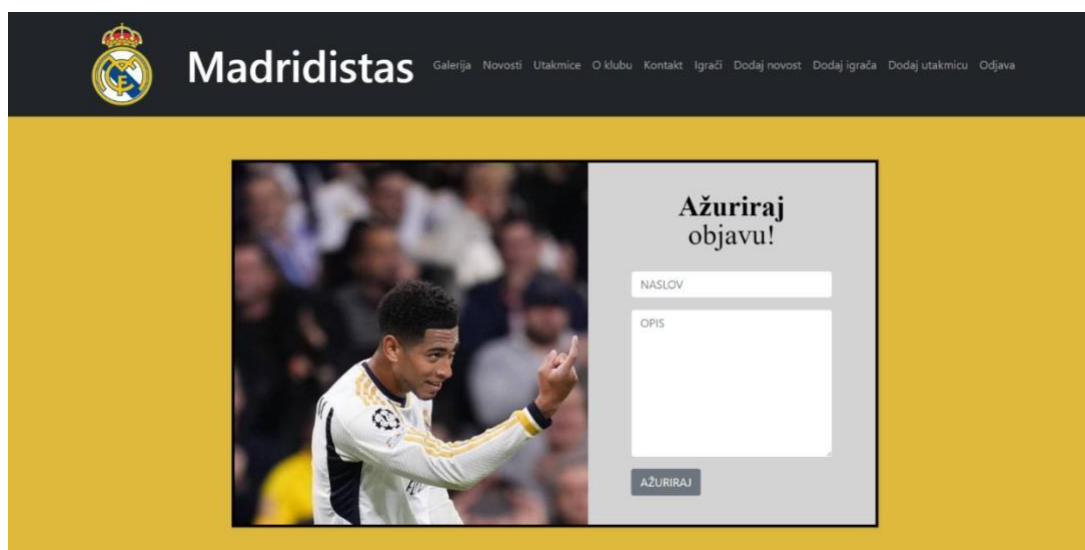 Madridistas
Galerija Novosti Utakmice O klubu Kontakt Igrači Dodaj novost Dodaj igrača Dodaj utakmicu Odjava
Ažuriraj
objavu!
NASLOV
OPIS
AŽURIRAJ